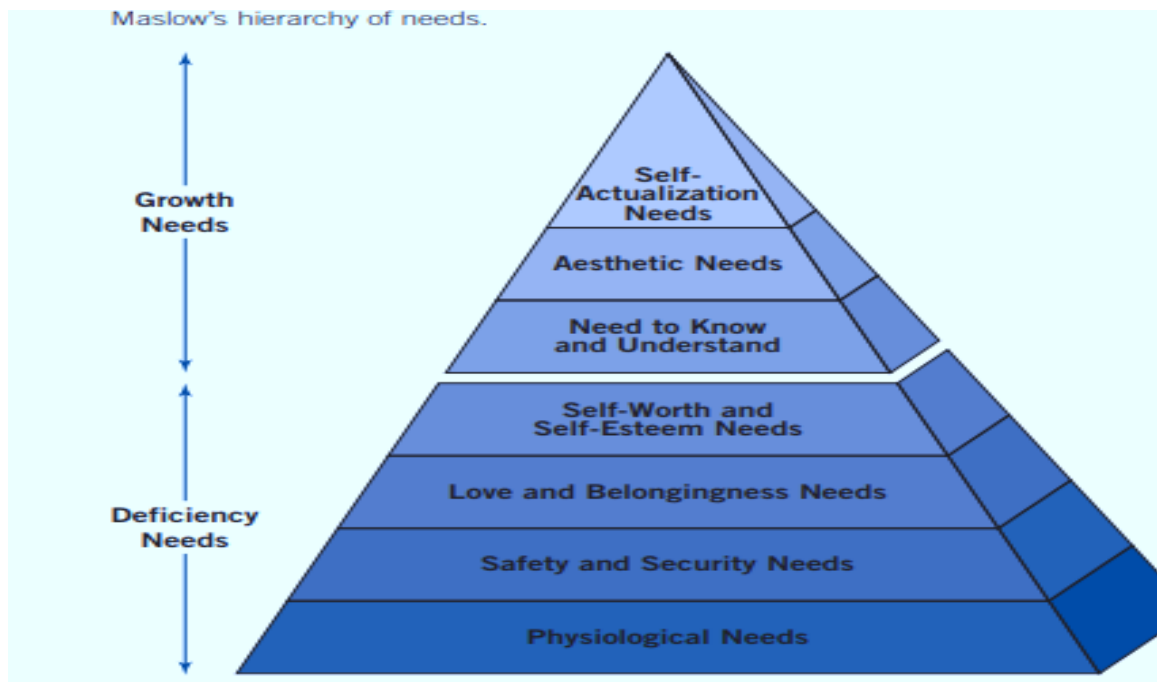 Maslow's hierarchy of needs.
Growth
Needs
Self-
Actualization
Needs
Aesthetic Needs
Need to Know
and Understand
Deficiency
Needs
Self-Worth and
Self-Esteem Needs
Love and Belongingness Needs
Safety and Security Needs
Physiological Needs